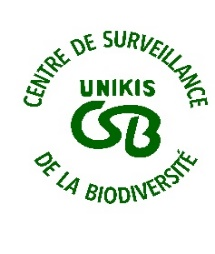 CENTRE DE SURVEILLANCE
UNIKIS
CSB
DE LA BIODIVERSITÉ